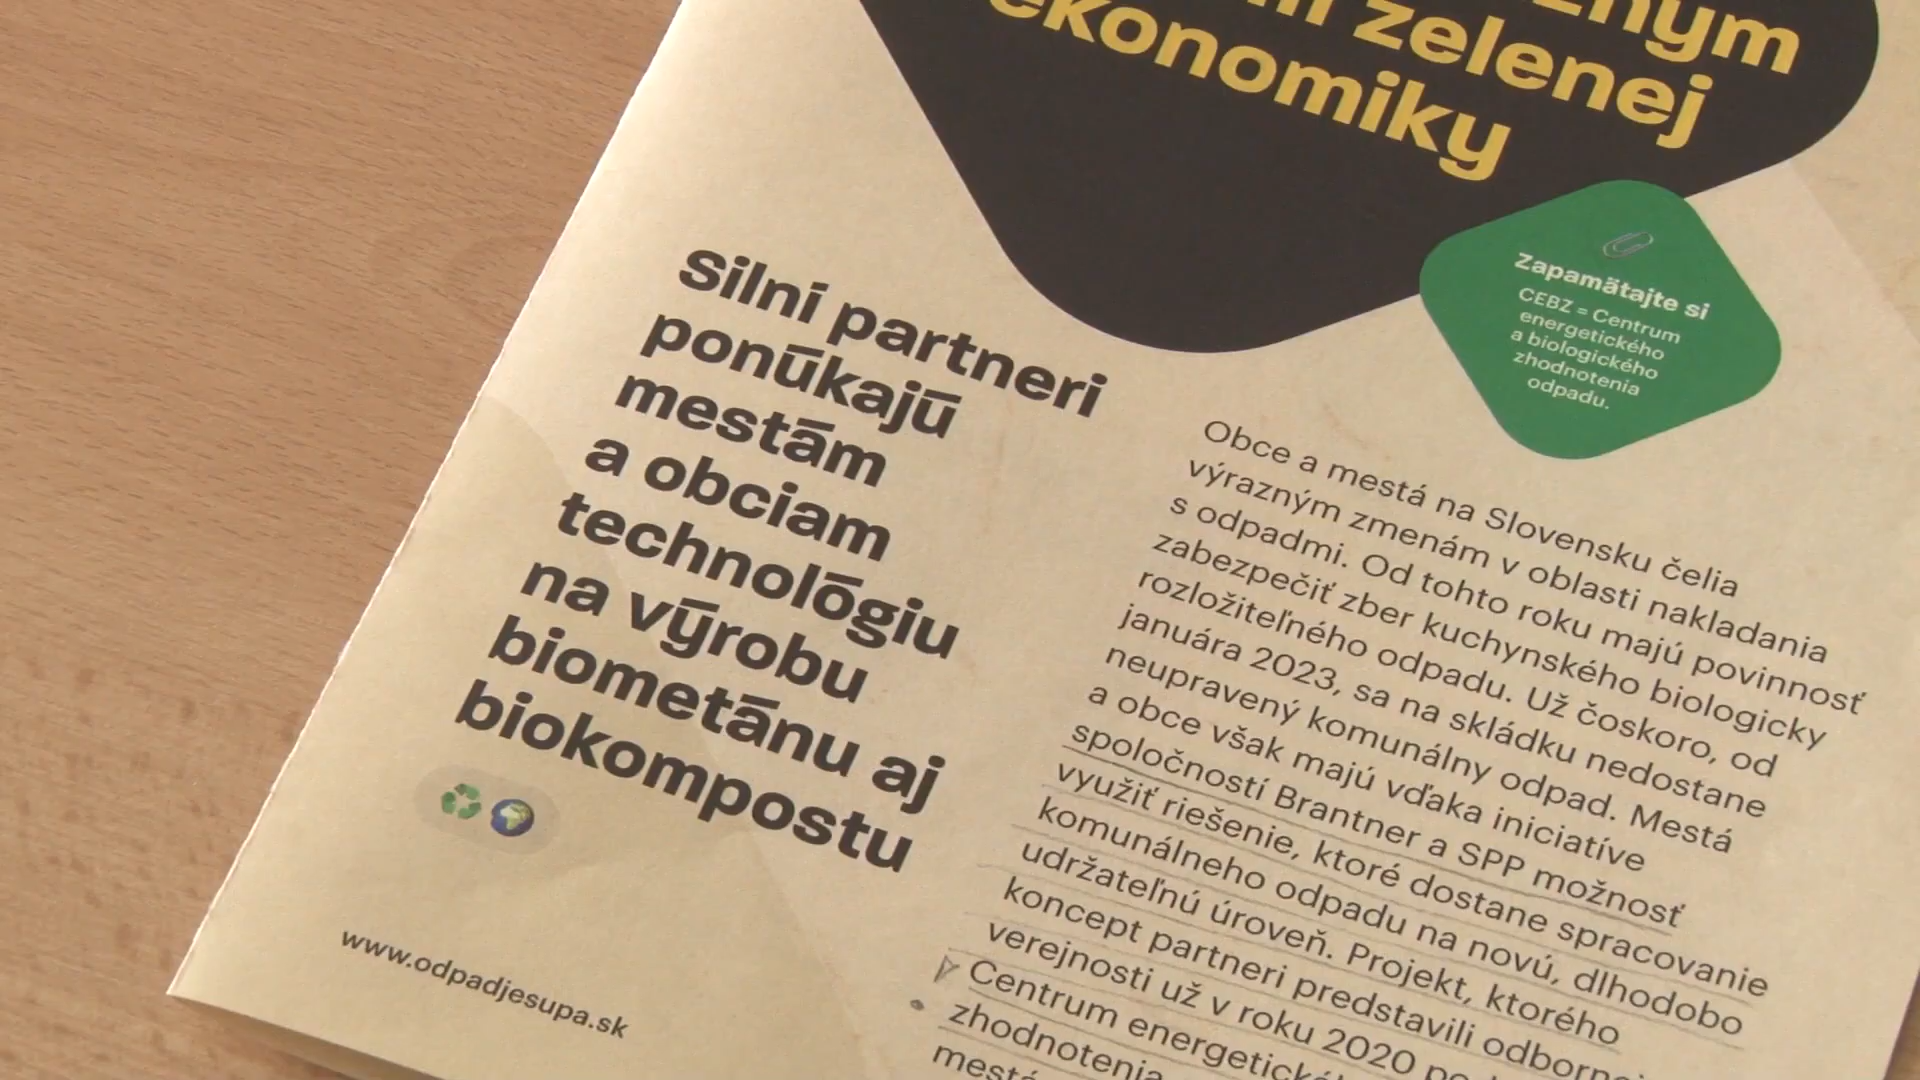 zelenej
ekonomiky
Zapamätajte si
CEBZ = Centrum
energetického
a biologického
zhodnotenia
odpadu.
Silní partneri
ponúkajú
mestám
a obciam
technológiu
na výrobu
biometánu aj
biokompostu
www.odpadjesupa.sk
Obce a mestá na Slovensku čelia
výrazným zmenám v oblasti nakladania
s odpadmi. Od tohto roku majú povinnosť
zabezpečiť zber kuchynského biologicky
rozložiteľného odpadu. Už čoskoro, od
januára 2023, sa na skládku nedostane
neupravený komunálny odpad. Mestá
a obce však majú vďaka iniciatíve
spoločností Brantner a SPP možnosť
využiť riešenie, ktoré dostane spracovanie
komunálneho odpadu na novú, dlhodobo
udržateľnú úroveň. Projekt, ktorého
koncept partneri predstavili odbornej
verejnosti už v roku 2020
Centrum
zhodnotenia